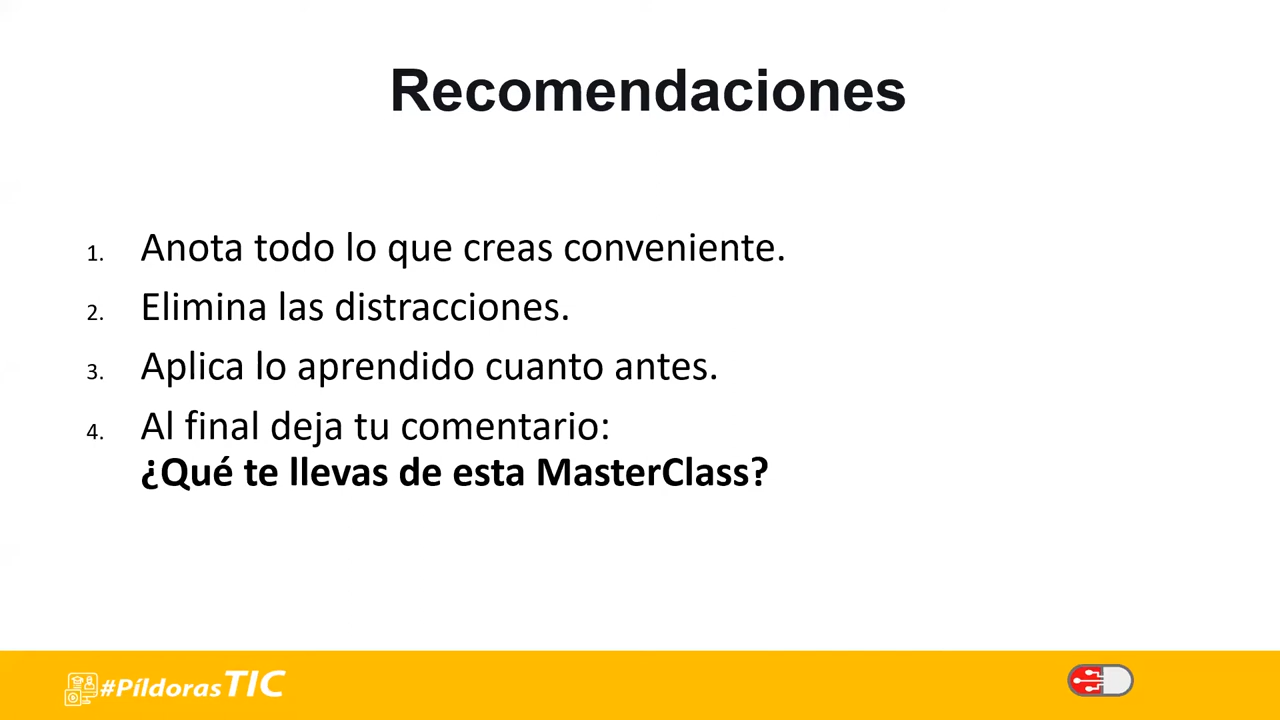 Recomendaciones
1. Anota todo lo que creas conveniente.
2. Elimina las distracciones.
3. Aplica lo aprendido cuanto antes.
4. Al final deja tu comentario:
¿Qué te llevas de esta MasterClass?
#PíldorasTIC